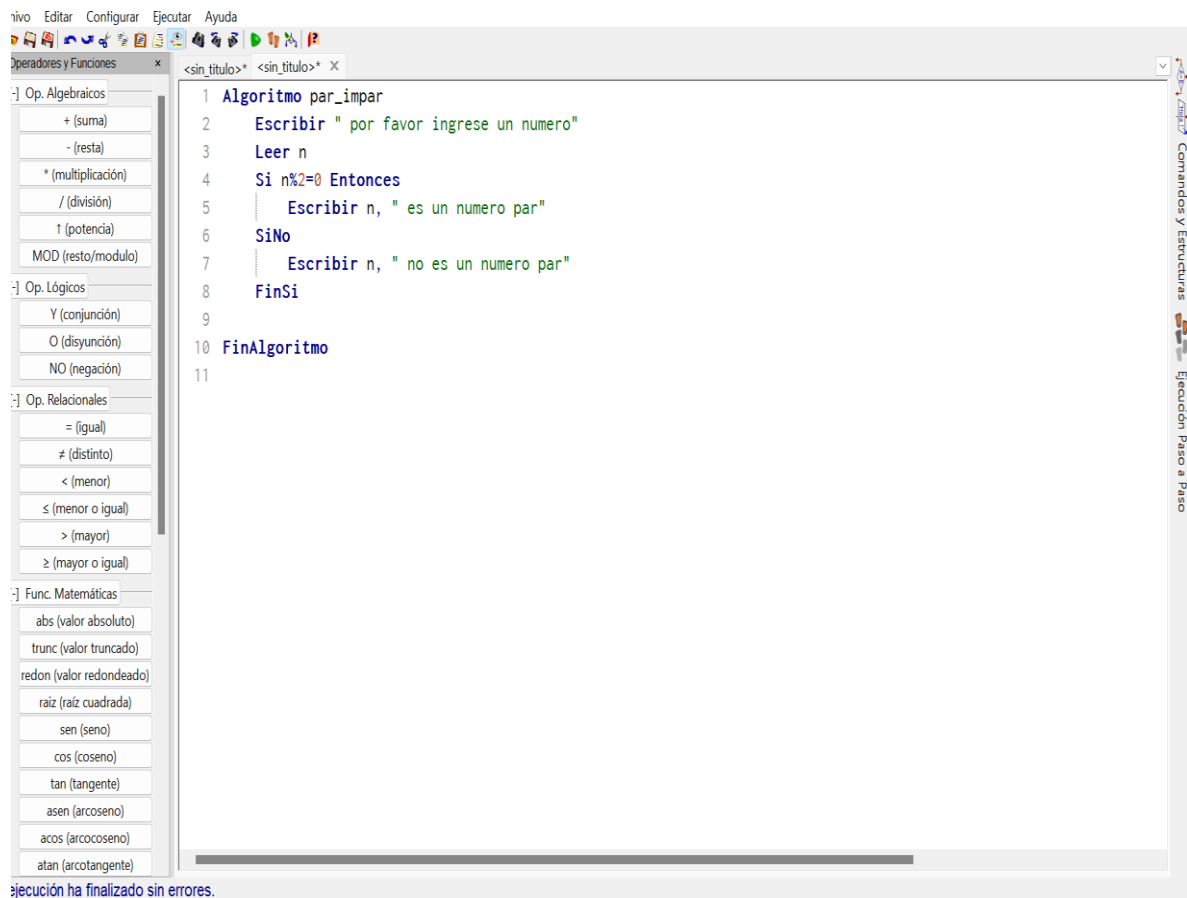 hivo Editar Configurar Ejecutar Ayuda
Operadores y Funciones x
<sin_titulo>* <sin_titulo>* X
-] Op. Algebraicos
+ (suma)
- (resta)
* (multiplicación)
/ (división)
↑ (potencia)
MOD (resto/modulo)
-] Op. Lógicos
Y (conjunción)
O (disyunción)
NO (negación)
-] Op. Relacionales
= (igual)
≠ (distinto)
< (menor)
≤ (menor o igual)
> (mayor)
≥ (mayor o igual)
-] Func. Matemáticas
abs (valor absoluto)
trunc (valor truncado)
redon (valor redondeado)
raiz (raíz cuadrada)
sen (seno)
cos (coseno)
tan (tangente)
asen (arcoseno)
acos (arcocoseno)
atan (arcotangente)
1 Algoritmo par_impar
2 Escribir " por favor ingrese un numero"
3 Leer n
4 Si n%2=0 Entonces
5 Escribir n, " es un numero par"
6 SiNo
7 Escribir n, " no es un numero par"
8 FinSi
9
10 FinAlgoritmo
11
Comandos y Estructuras
Ejecución Paso a Paso
ejecución ha finalizado sin errores.